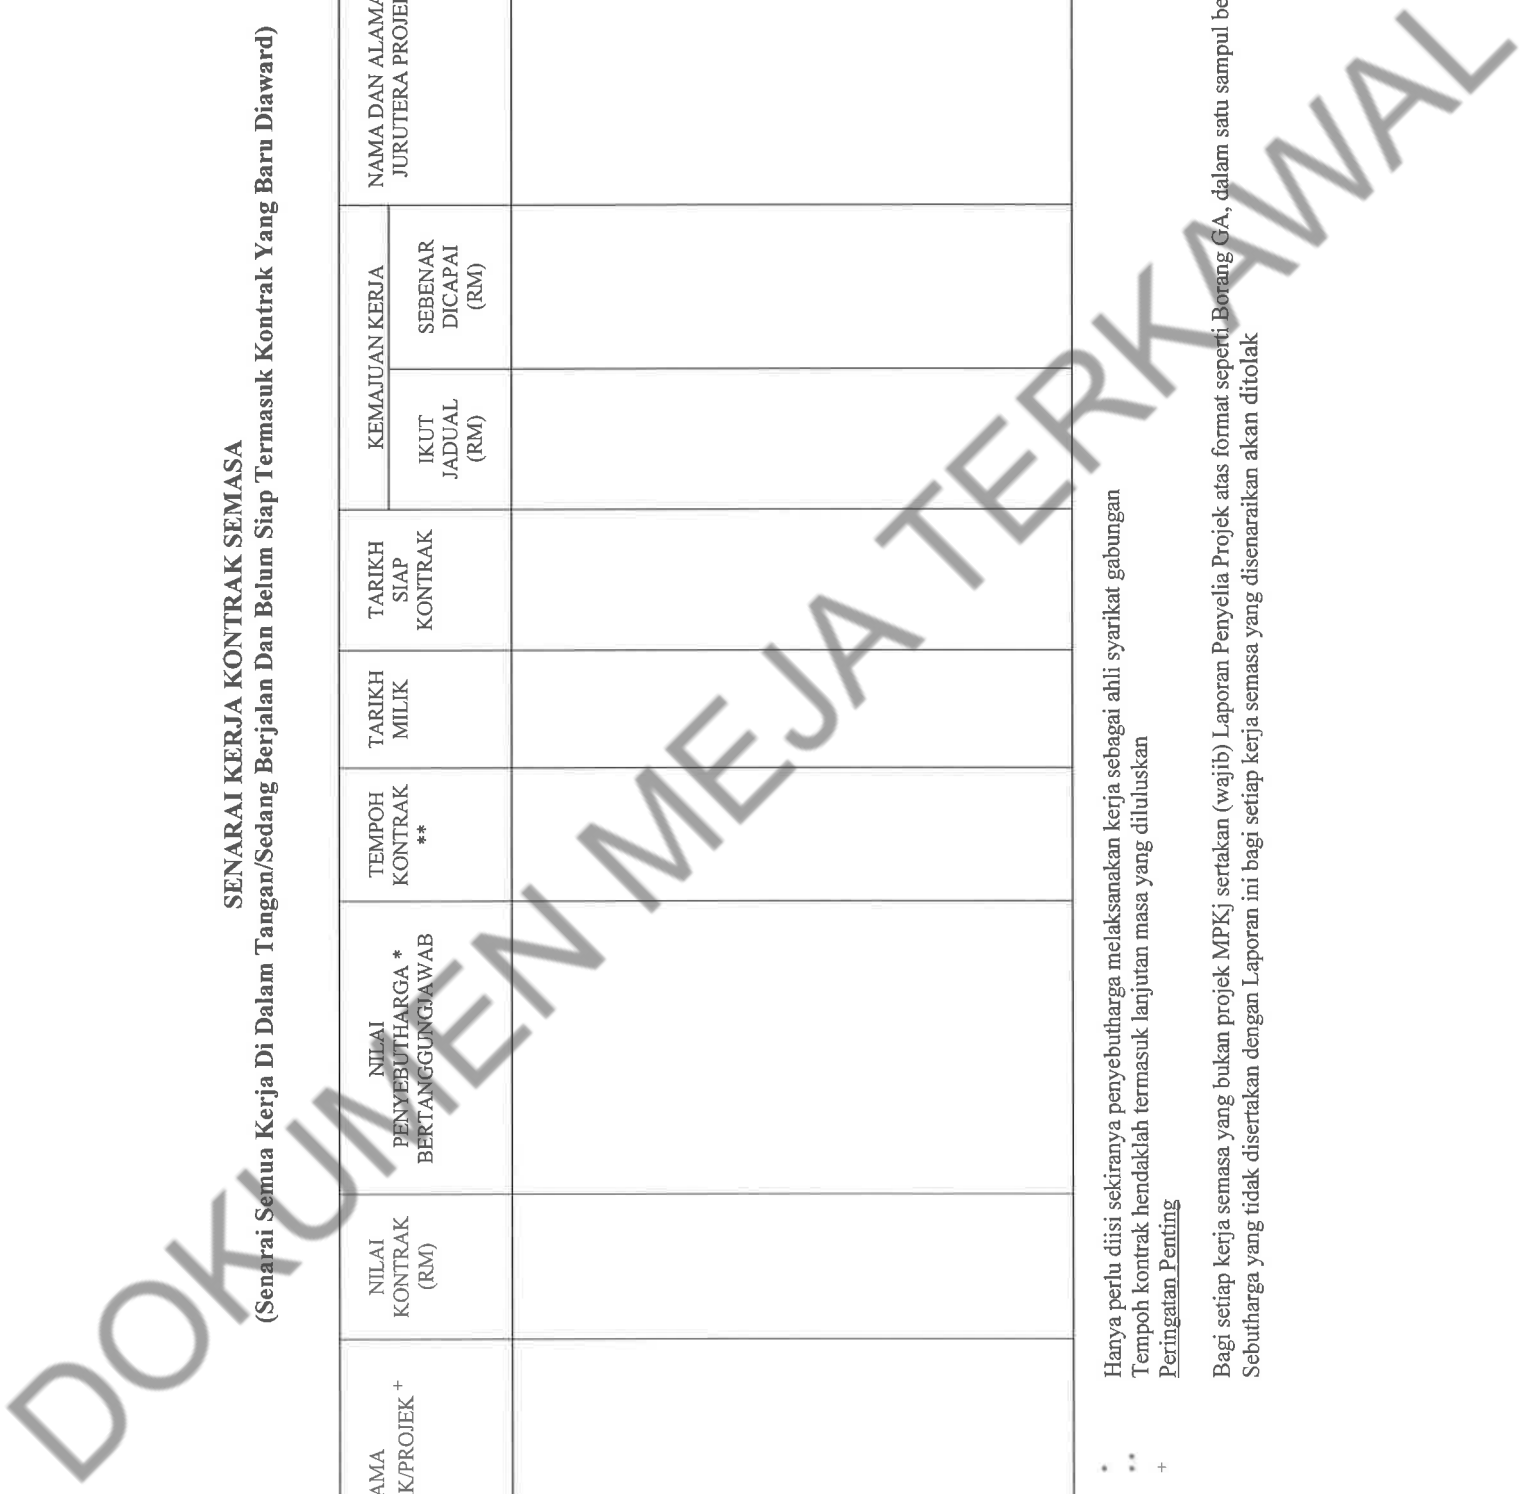 SENARAI KERJA KONTRAK SEMASA
(Senarai Semua Kerja Di Dalam Tangan/Sedang Berjalan Dan Belum Siap Termasuk Kontrak Yang Baru Diaward)
AMA
K/PROJEK +
NILAI
KONTRAK
(RM)
NILAI
PENYEBUTHARGA *
BERTANGGUNGJAWAB
TEMPOH
KONTRAK
**
TARIKH
MILIK
TARIKH
SIAP
KONTRAK
KEMAJUAN KERJA
IKUT
JADUAL
(RM)
SEBENAR
DICAPAI
(RM)
NAMA DAN ALAMA
JURUTERA PROJE
* Hanya perlu diisi sekiranya penyebutharga melaksanakan kerja sebagai ahli syarikat gabungan
** Tempoh kontrak hendaklah termasuk lanjutan masa yang diluluskan
+ Peringatan Penting
Bagi setiap kerja semasa yang bukan projek MPKj sertakan (wajib) Laporan Penyelia Projek atas format seperti Borang GA, dalam satu sampul be
Sebutharga yang tidak disertakan dengan Laporan ini bagi setiap kerja semasa yang disenaraikan akan ditolak
DOKUMEN MEJA TERKAWAL